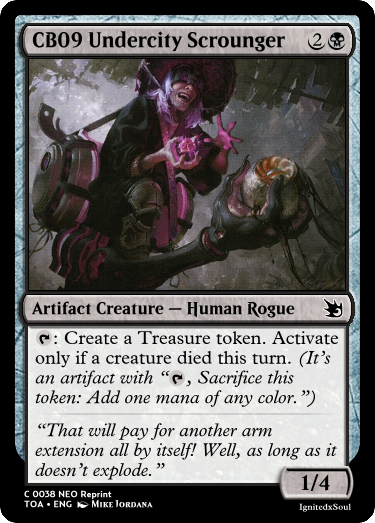 CB09 Undercity Scrounger 2
Artifact Creature — Human Rogue
: Create a Treasure token. Activate
only if a creature died this turn. (It's
an artifact with “, Sacrifice this
token: Add one mana of any color.”)
“That will pay for another arm
extension all by itself! Well, as long as it
doesn't explode.”
1/4
C 0038 NEO Reprint
TOA • ENG Mike Jordana
IgnitedxSoul